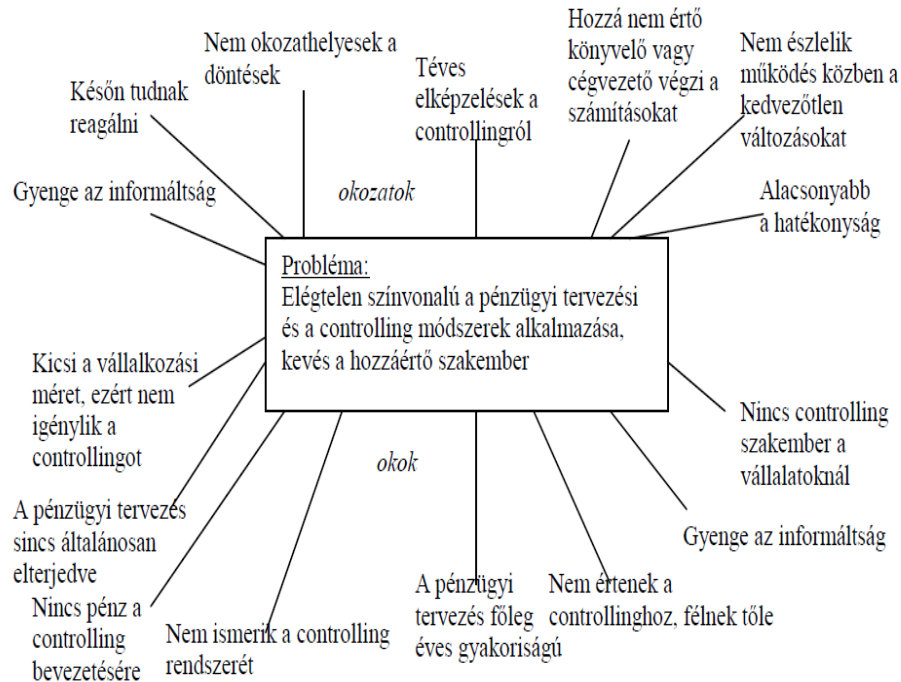 Nem okozathelyesek a
döntések
Hozzá nem értő
könyvelő vagy
cégvezető végzi a
számításokat
Nem észlelik
működés közben a
kedvezőtlen
változásokat
Téves
elképzelések a
controllingról
Későn tudnak
reagálni
Gyenge az informáltság
okozatok
Alacsonyabb
a hatékonyság
Probléma:
Elégtelen színvonalú a pénzügyi tervezési
és a controlling módszerek alkalmazása,
kevés a hozzáértő szakember
Kicsi a vállalkozási
méret, ezért nem
igénylik a
controllingot
okok
Nincs controlling
szakember a
vállalatoknál
A pénzügyi tervezés
sincs általánosan
elterjedve
Gyenge az informáltság
Nincs pénz a
controlling
bevezetésére
Nem ismerik a controlling
rendszerét
A pénzügyi
tervezés főleg
éves gyakoriságú
Nem értenek a
controllinghoz, félnek tőle